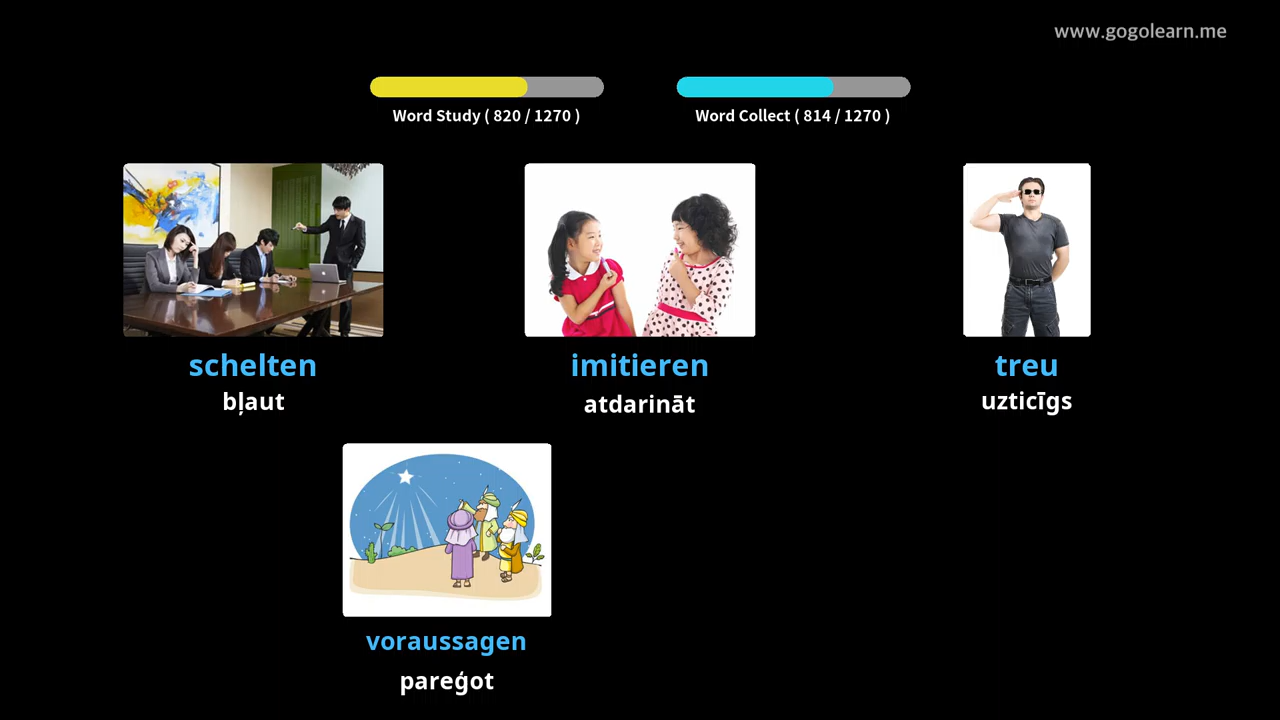 www.gogolearn.me
Word Study ( 820 / 1270 )
Word Collect ( 814 / 1270 )
schelten
imitieren
treu
bļaut
atdarināt
uzticīgs
voraussagen
pareģot